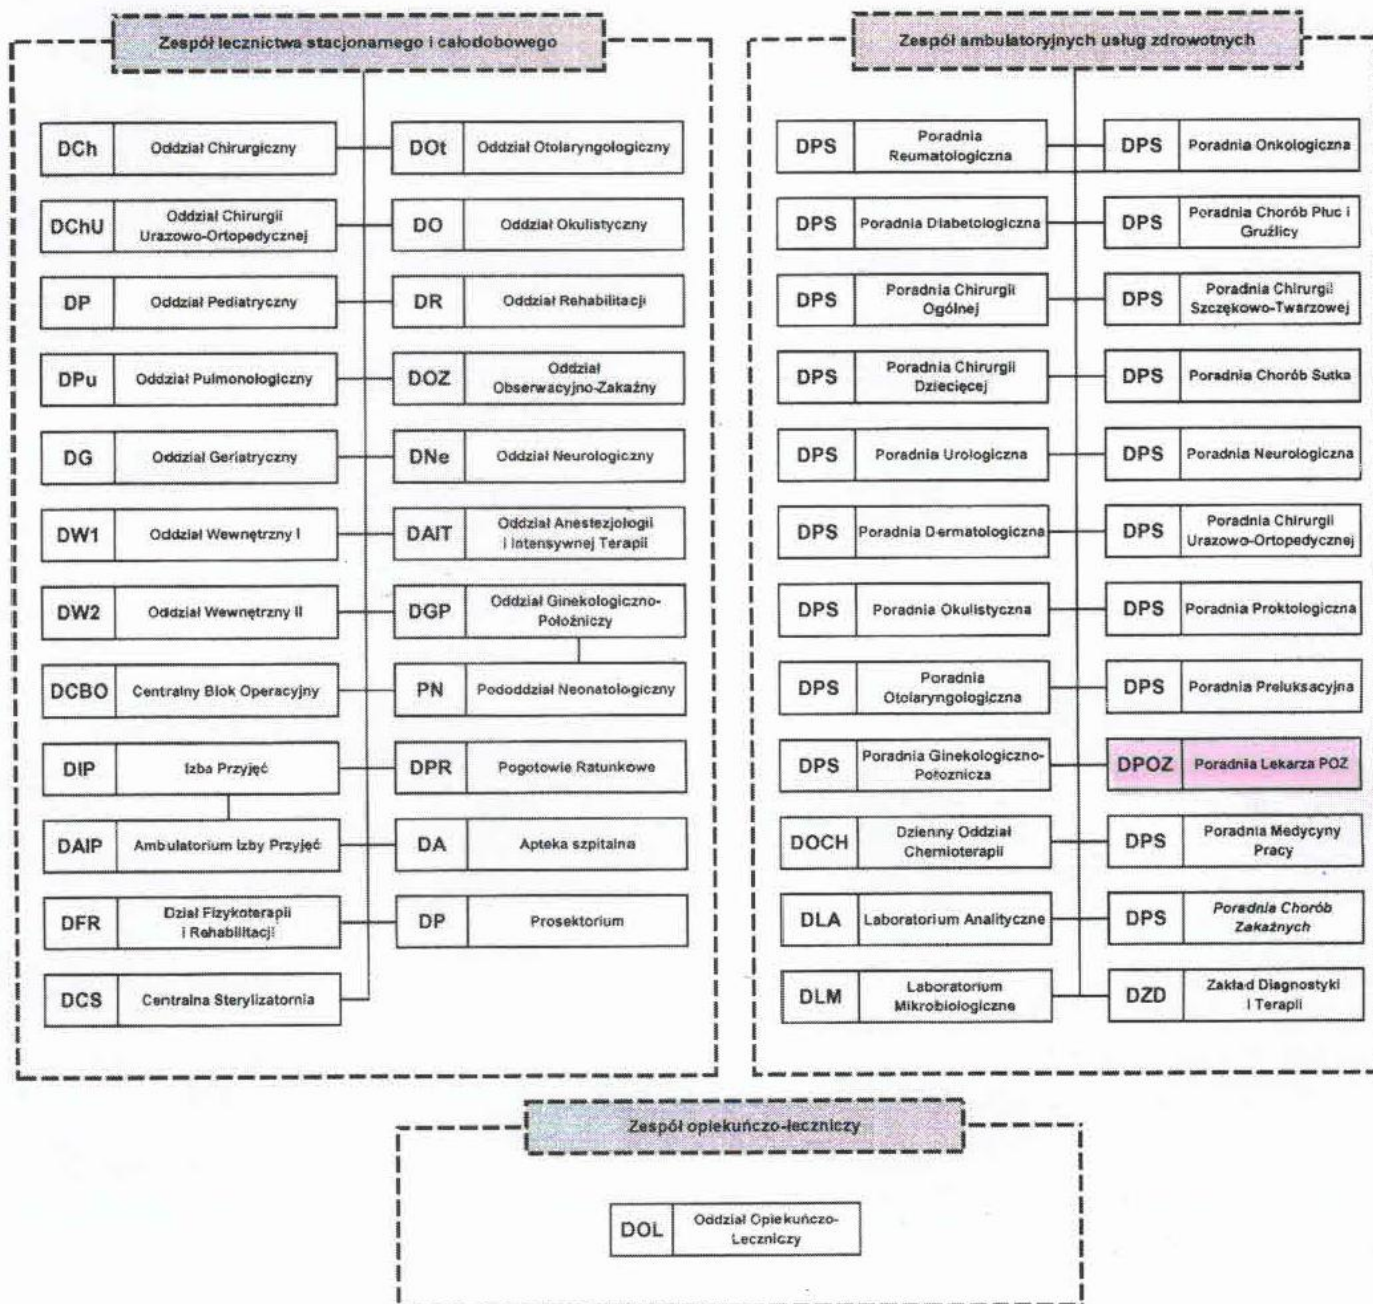 Zespół lecznictwa stacjonarnego i całodobowego
DCh
Oddział Chirurgiczny
DOt
Oddział Otolaryngologiczny
DChU
Oddział Chirurgii
Urazowo-Ortopedycznej
DO
Oddział Okulistyczny
DP
Oddział Pediatryczny
DR
Oddział Rehabilitacji
DPu
Oddział Pulmonologiczny
DOZ
Oddział
Obserwacyjno-Zakaźny
DG
Oddział Geriatryczny
DNe
Oddział Neurologiczny
DW1
Oddział Wewnętrzny I
DAIT
Oddział Anestezjologii
i Intensywnej Terapii
DW2
Oddział Wewnętrzny II
DGP
Oddział Ginekologiczno-
Położniczy
DCBO
Centralny Blok Operacyjny
PN
Pododdział Neonatologiczny
DIP
Izba Przyjęć
DPR
Pogotowie Ratunkowe
DAIP
Ambulatorium Izby Przyjęć
DA
Apteka szpitalna
DFR
Dział Fizykoterapii
i Rehabilitacji
DP
Prosektorium
DCS
Centralna Sterylizatornia
Zespół ambulatoryjnych usług zdrowotnych
DPS
Poradnia
Reumatologiczna
DPS
Poradnia Onkologiczna
DPS
Poradnia Diabetologiczna
DPS
Poradnia Chorób Płuc i
Gruźlicy
DPS
Poradnia Chirurgii
Ogólnej
DPS
Poradnia Chirurgii
Szczękowo-Twarzowej
DPS
Poradnia Chirurgii
Dziecięcej
DPS
Poradnia Chorób Sutka
DPS
Poradnia Urologiczna
DPS
Poradnia Neurologiczna
DPS
Poradnia Dermatologiczna
DPS
Poradnia Chirurgii
Urazowo-Ortopedycznej
DPS
Poradnia Okulistyczna
DPS
Poradnia Proktologiczna
DPS
Poradnia
Otolaryngologiczna
DPS
Poradnia Preluksacyjna
DPS
Poradnia Ginekologiczno-
Położnicza
DPOZ
Poradnia Lekarza POZ
DOCH
Dzienny Oddział
Chemioterapii
DPS
Poradnia Medycyny
Pracy
DLA
Laboratorium Analityczne
DPS
Poradnia Chorób
Zakaźnych
DLM
Laboratorium
Mikrobiologiczne
DZD
Zakład Diagnostyki
i Terapii
Zespół opiekuńczo-leczniczy
DOL
Oddział Opiekuńczo-
Leczniczy